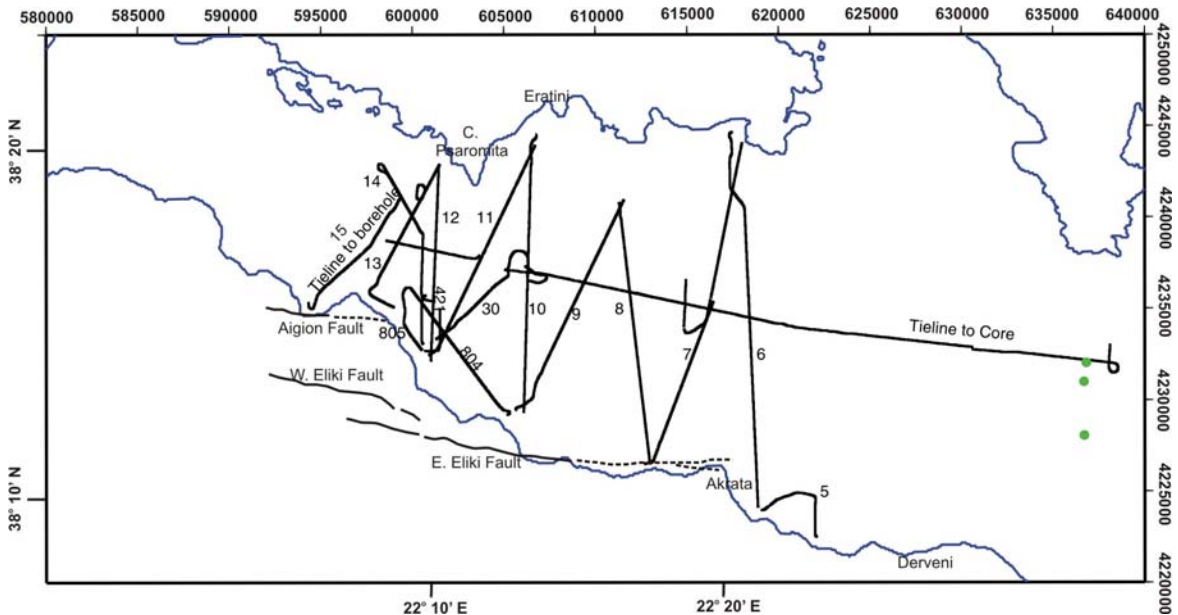 580000 585000 590000 595000 600000 605000 610000 615000 620000 625000 630000 635000 640000
4250000
Eratini
4245000
C.
Psaromita
38° 20' N
14
Tieline to borehole
15
12
11
4240000
13
421
30
10
9
8
4235000
Aigion Fault
805
804
7
6
Tieline to Core
W. Eliki Fault
4230000
E. Eliki Fault
Akrata
5
4225000
38° 10' N
Derveni
4220000
22° 10' E
22° 20' E